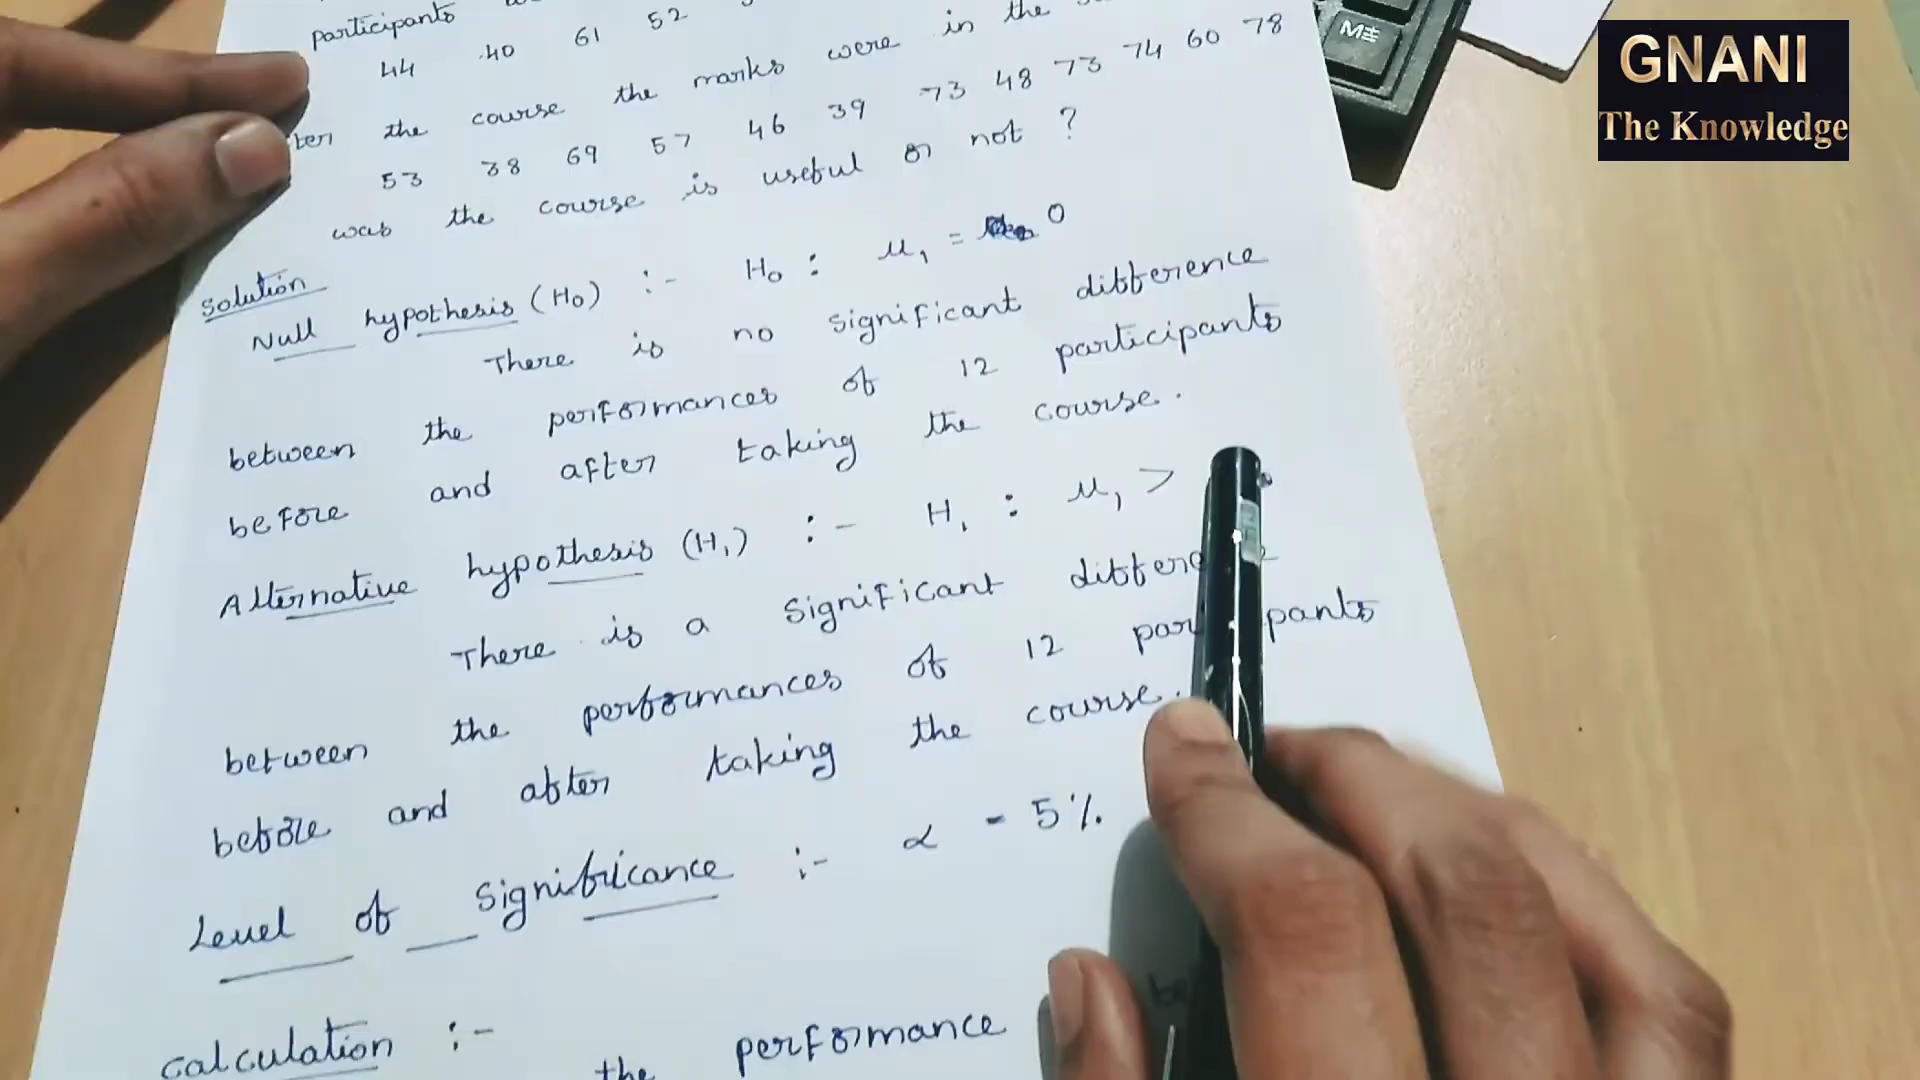 participants
44 40 61 52
the course the marks were in the
53 38 69 57 46 39 73 48 73 74 60 78
was the course is useful or not ?
Solution
Null hypothesis (H0) :- H0 : μ1 = 0
There is no significant difference
between the performances of 12 participants
before and after taking the course.
Alternative hypothesis (H1) :- H1 : μ1 >
There is a significant
between the performances of 12
before and after taking the course.
Level of significance :- α = 5%
Calculation :-
the performance
M±
GNANI
The Knowledge